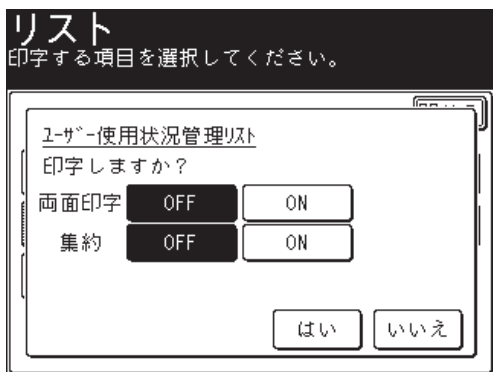 リスト
印字する項目を選択してください。
ﾕｰｻﾞｰ使用状況管理ﾘｽﾄ
印字しますか？
両面印字 OFF ON
集約 OFF ON
はい いいえ